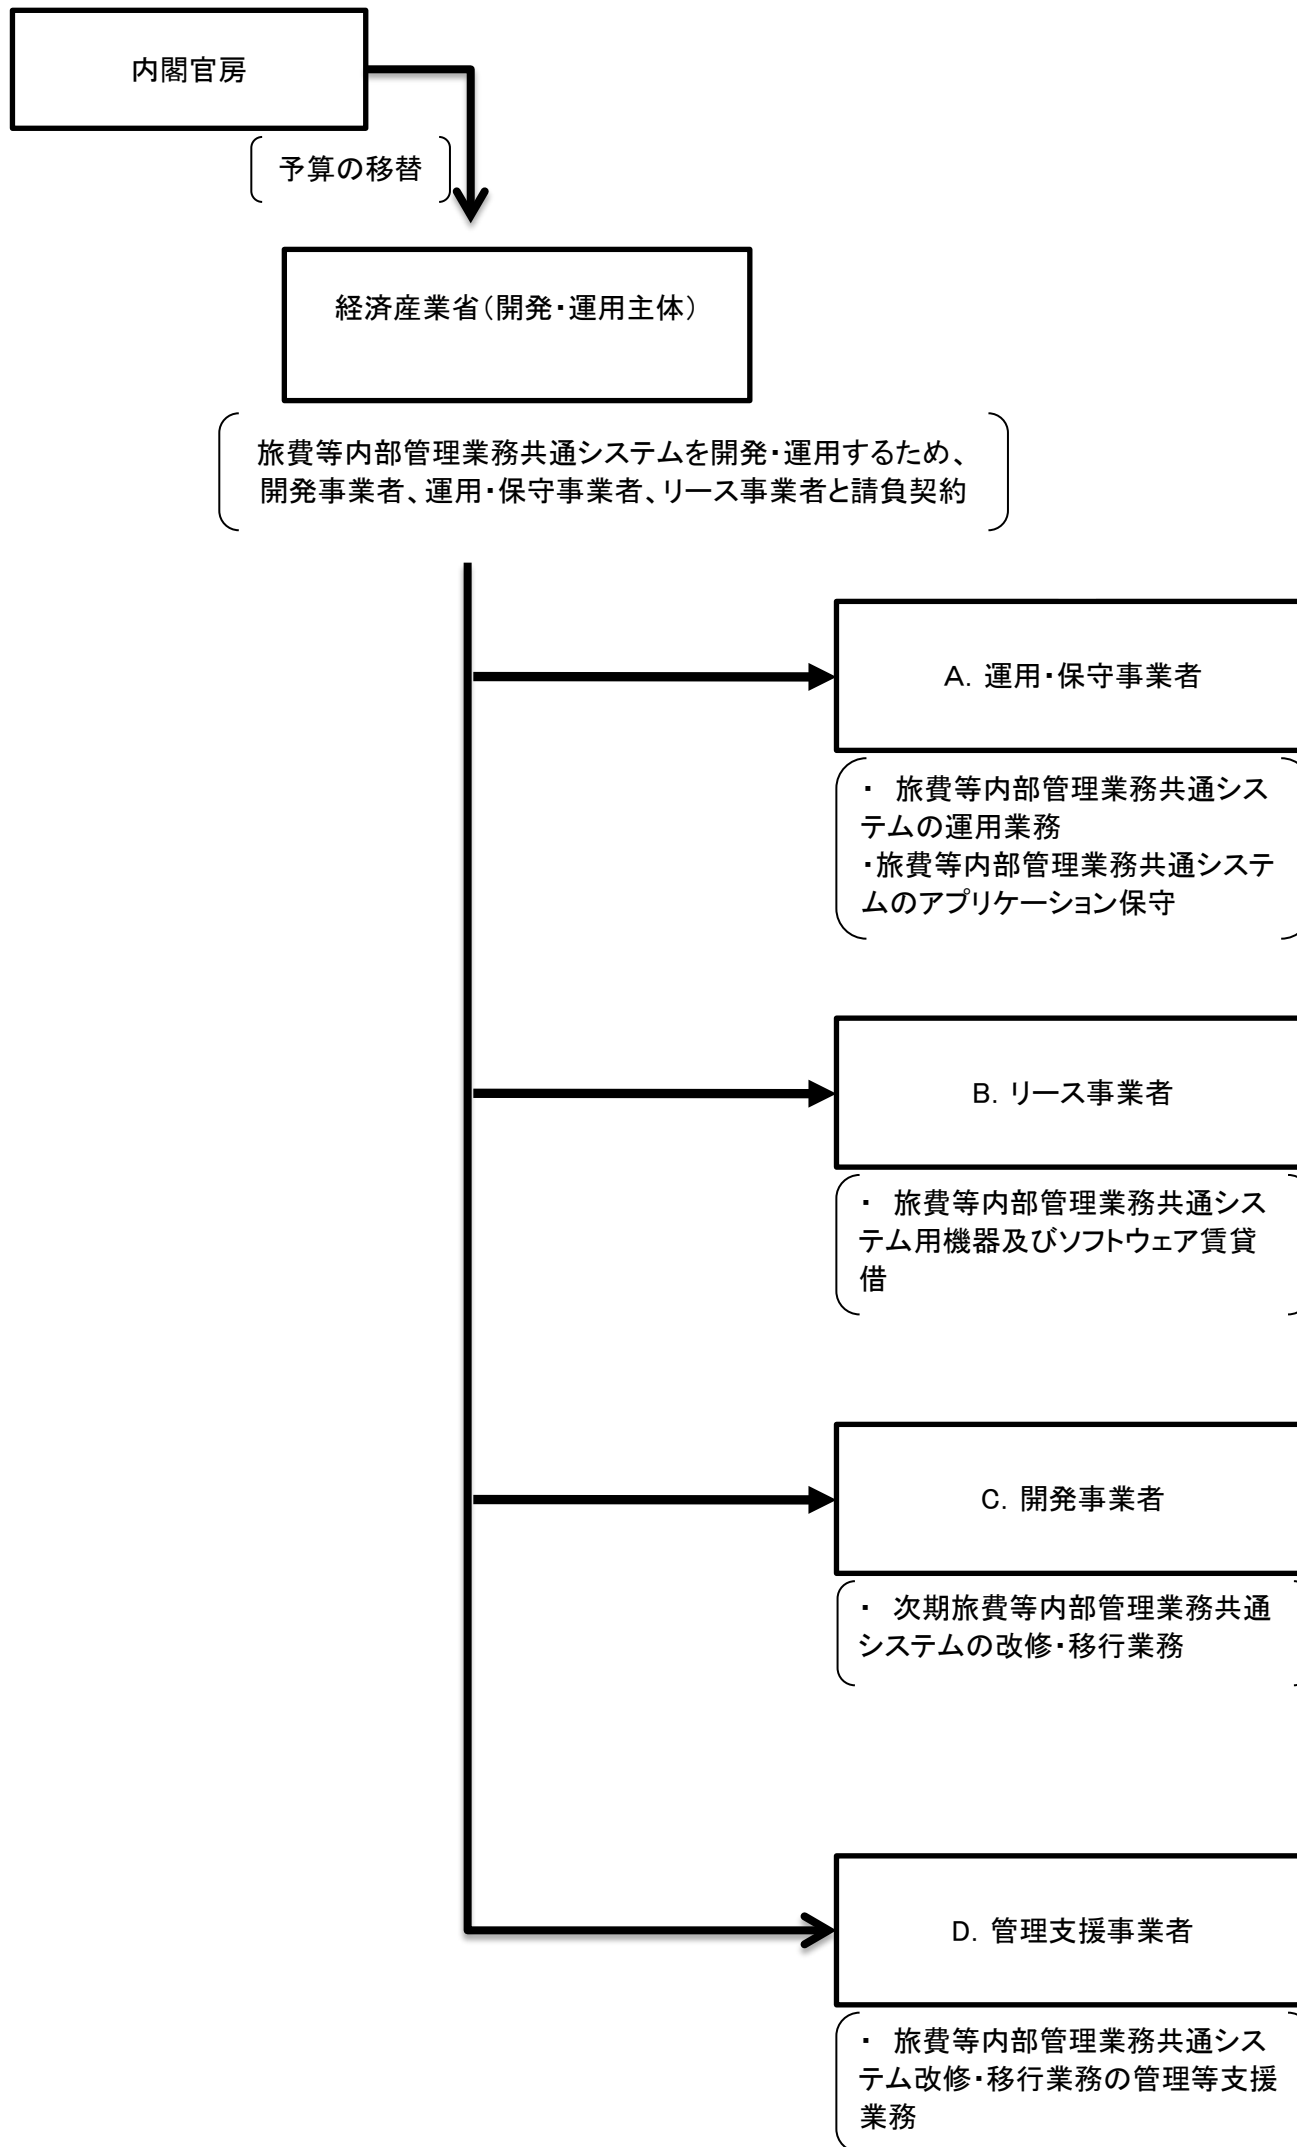 内閣官房
予算の移替
経済産業省（開発・運用主体）
旅費等内部管理業務共通システムを開発・運用するため、
開発事業者、運用・保守事業者、リース事業者と請負契約
A．運用・保守事業者
・　旅費等内部管理業務共通シス
テムの運用業務
・旅費等内部管理業務共通システ
ムのアプリケーション保守
B．リース事業者
・　旅費等内部管理業務共通シス
テム用機器及びソフトウェア賃貸
借
C．開発事業者
・　次期旅費等内部管理業務共通
システムの改修・移行業務
D．管理支援事業者
・　旅費等内部管理業務共通シス
テム改修・移行業務の管理等支援
業務